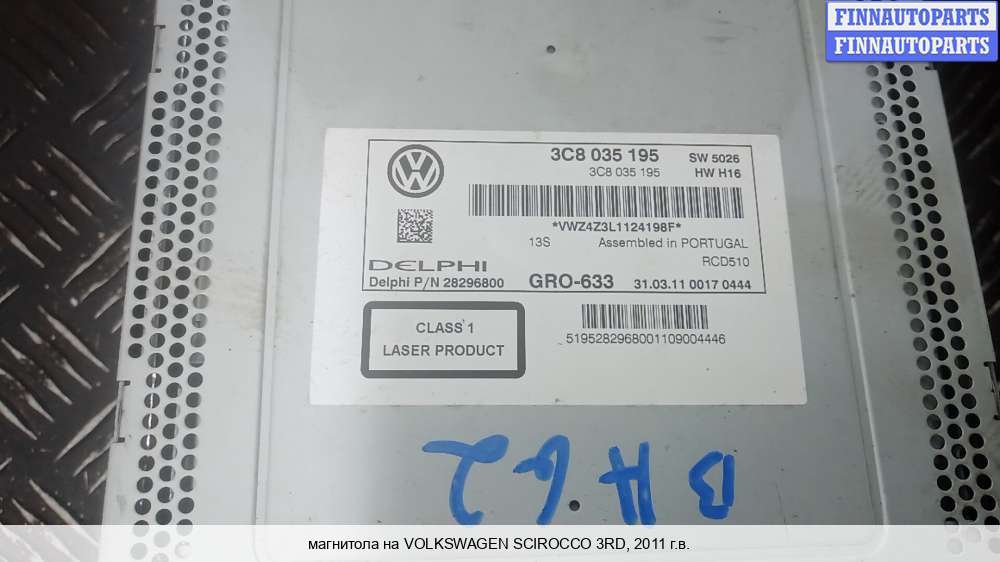 FINNAUTOPARTS
FINNAUTOPARTS
3C8 035 195 SW 5026
3C8 035 195 HW H16
*VWZ4Z3L1124198F*
13S Assembled in PORTUGAL
RCD510
DELPHI
Delphi P/N 28296800 GRO-633 31.03.11 0017 0444
CLASS 1
LASER PRODUCT
5195282968001109004446
магнитола на VOLKSWAGEN SCIROCCO 3RD, 2011 г.в.